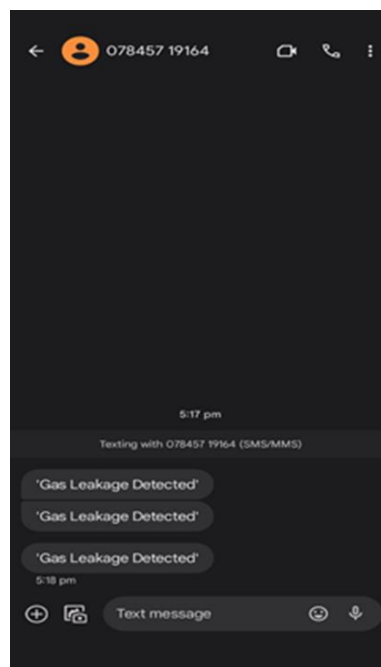 078457 19164
5:17 pm
Texting with 078457 19164 (SMS/MMS)
'Gas Leakage Detected'
'Gas Leakage Detected'
'Gas Leakage Detected'
5:18 pm
Text message